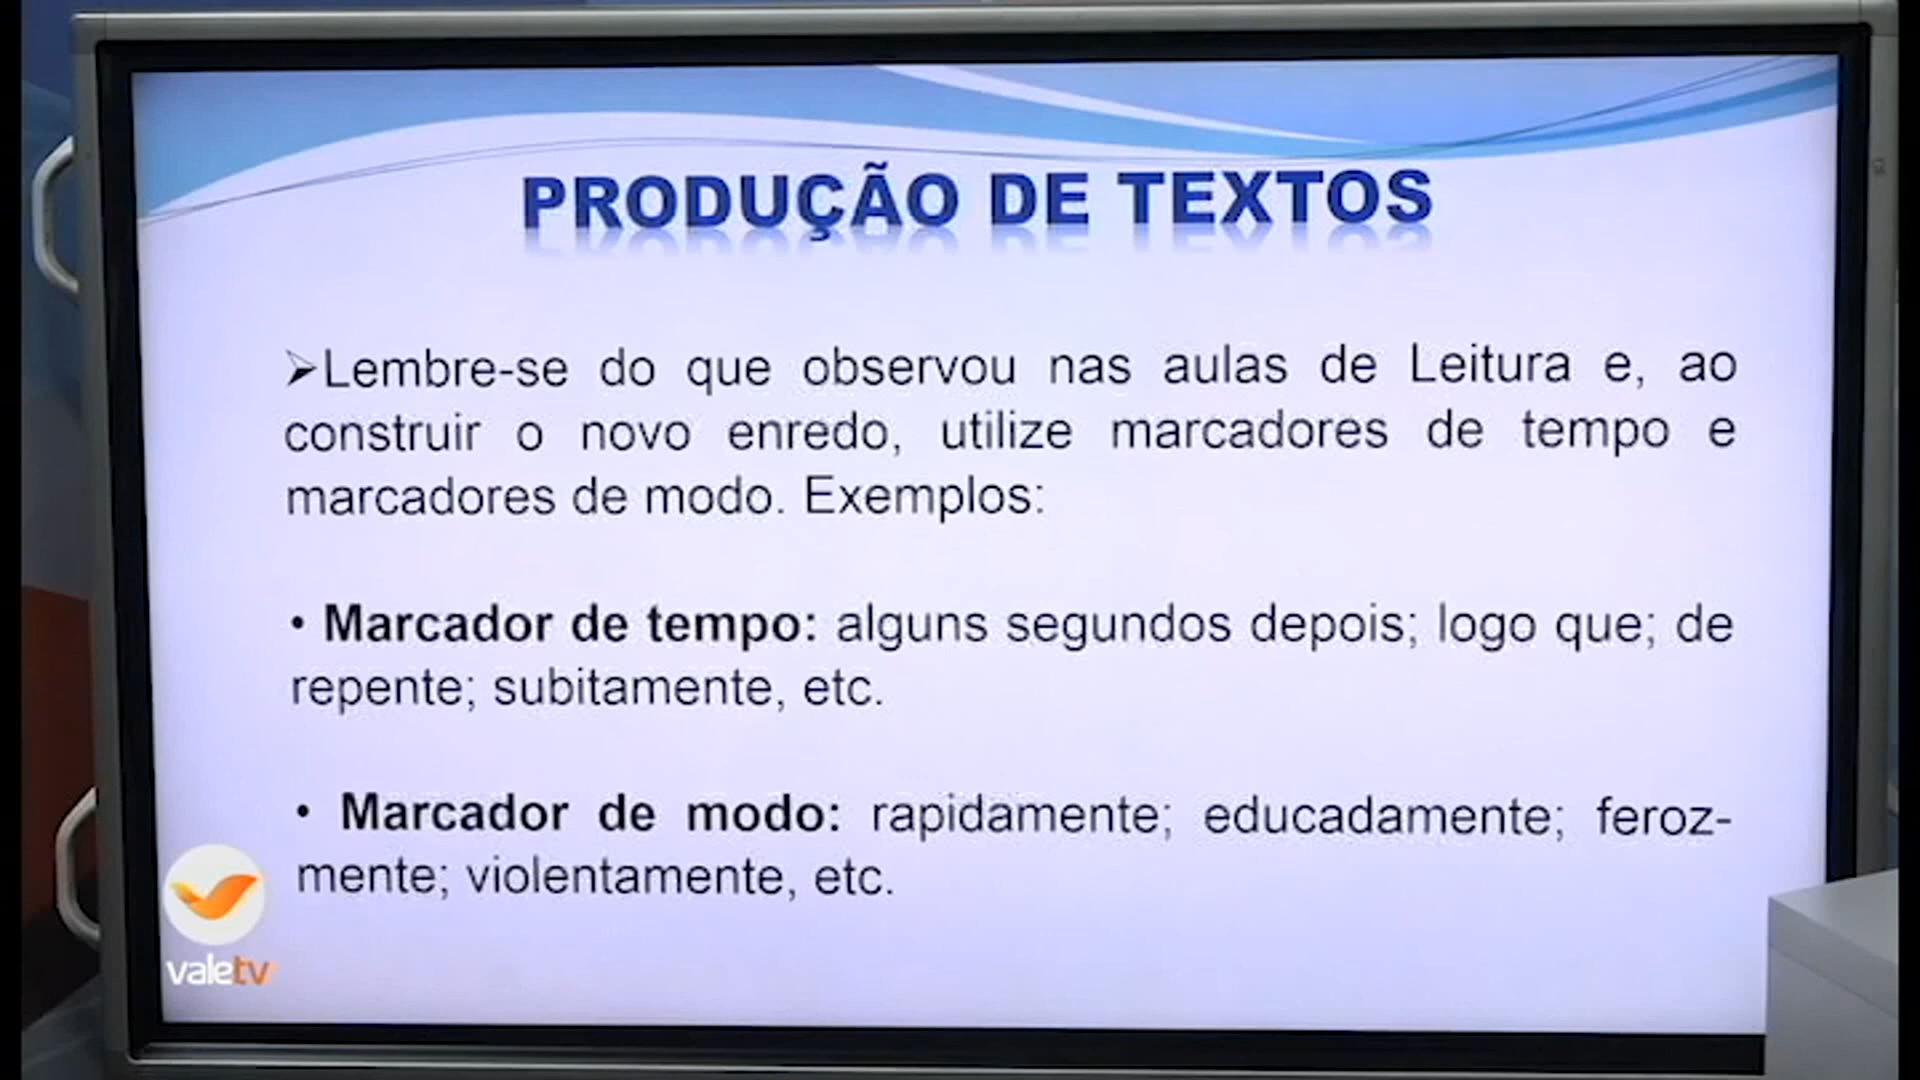 PRODUÇÃO DE TEXTOS
➢Lembre-se do que observou nas aulas de Leitura e, ao
construir o novo enredo, utilize marcadores de tempo e
marcadores de modo. Exemplos:
• Marcador de tempo: alguns segundos depois; logo que; de
repente; subitamente, etc.
• Marcador de modo: rapidamente; educadamente; feroz-
mente; violentamente, etc.
valetv